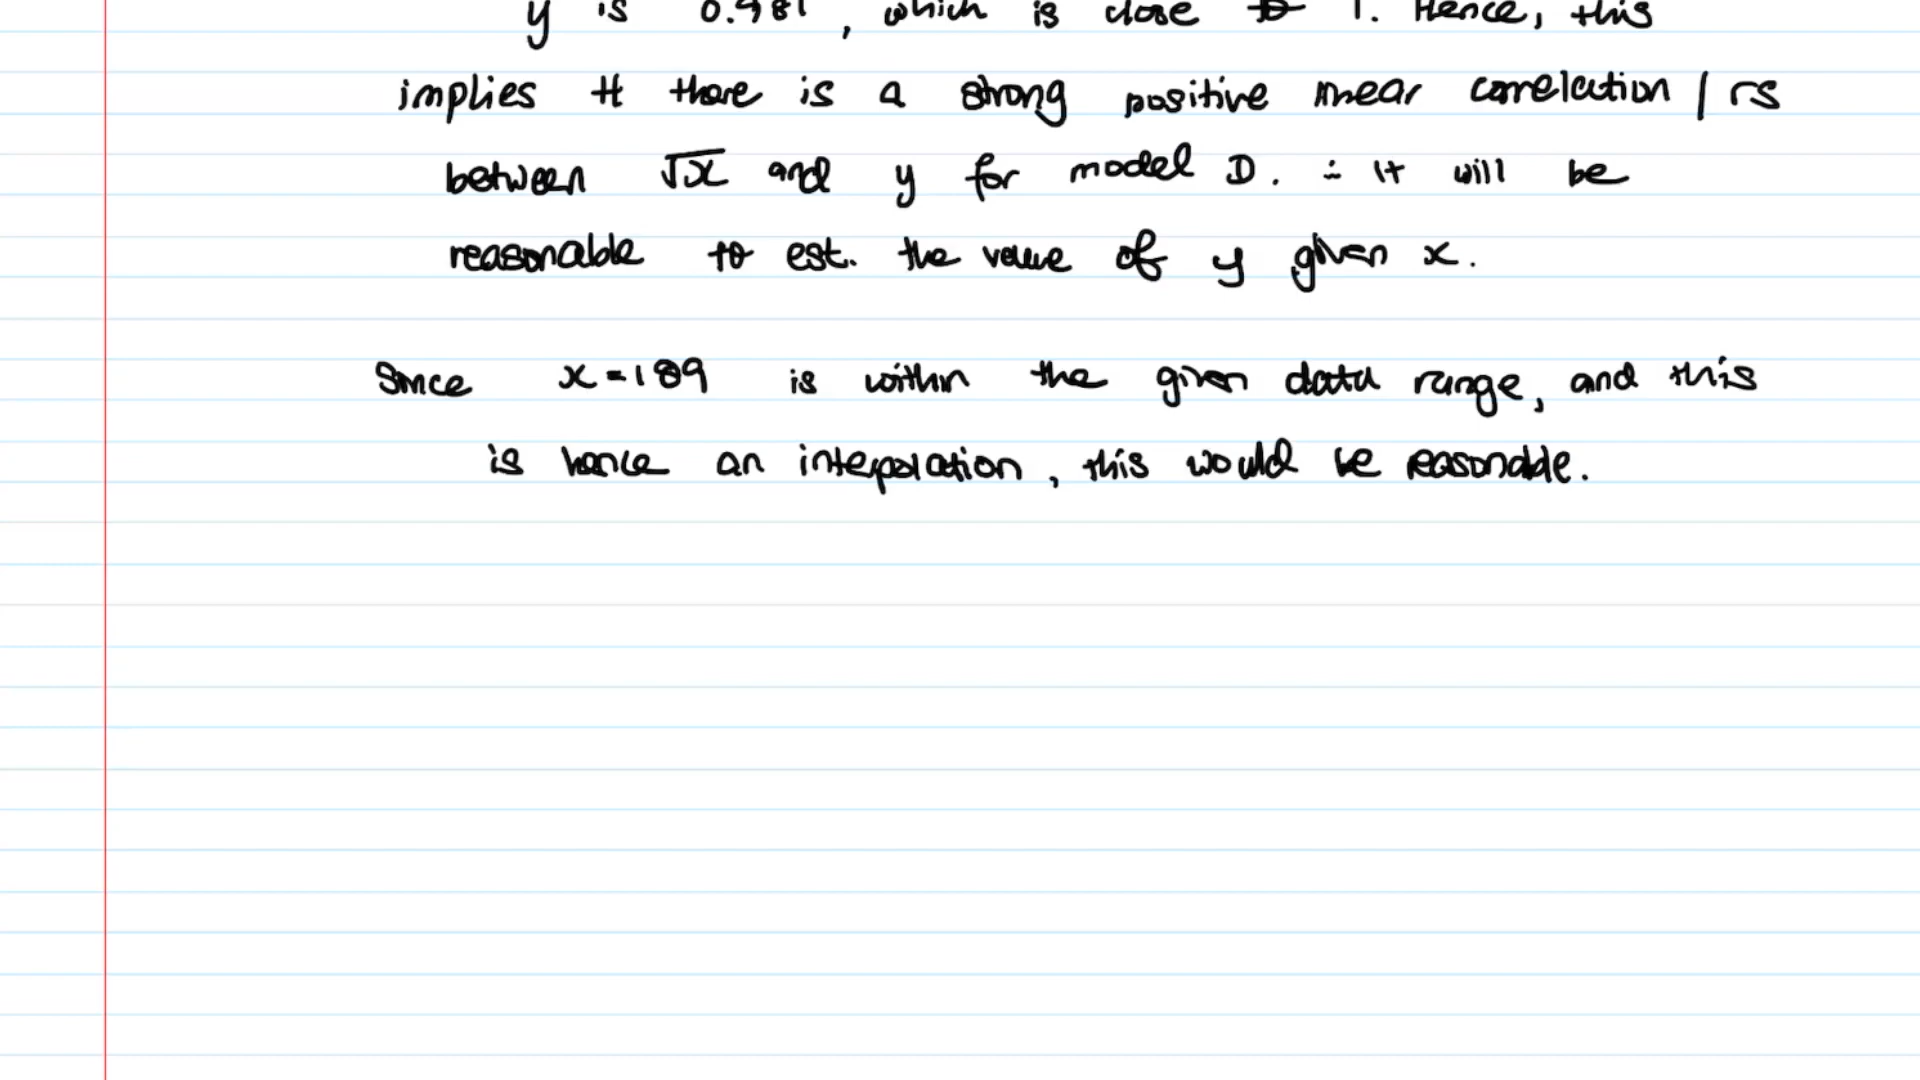 y is 0.981, which is close to 1. Hence, this
implies tt there is a strong positive linear correlation / rs
between √x and y for model D. ∴ it will be
reasonable to est. the value of y given x.
Since x = 189 is within the given data range, and this
is hence an interpolation, this would be reasonable.